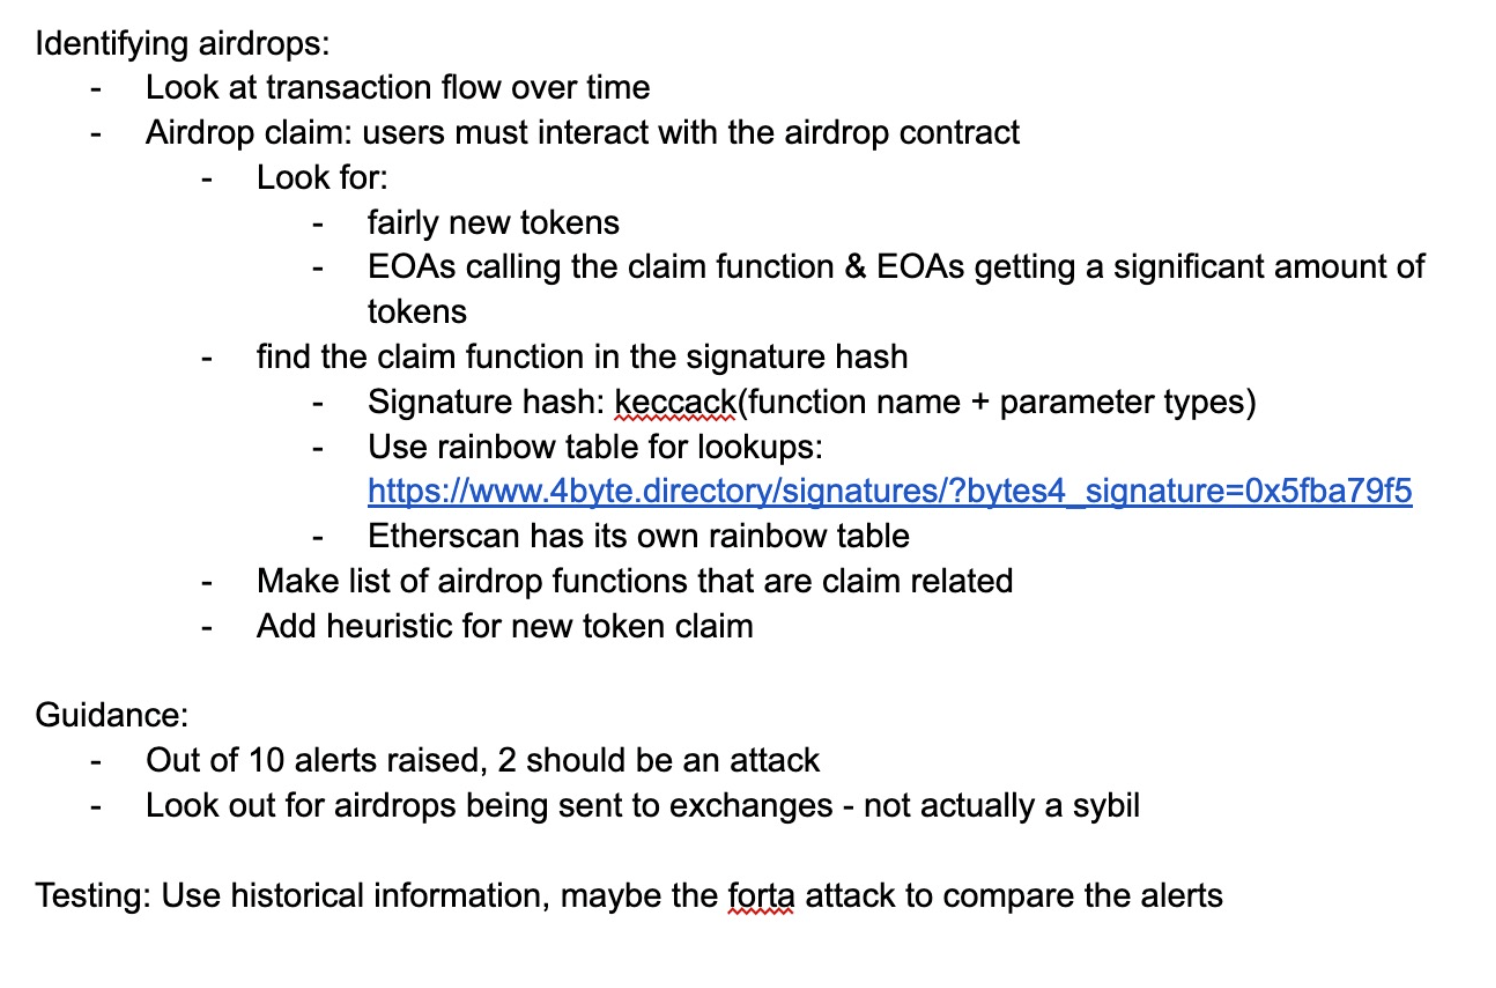 Identifying airdrops:
- Look at transaction flow over time
- Airdrop claim: users must interact with the airdrop contract
- Look for:
- fairly new tokens
- EOAs calling the claim function & EOAs getting a significant amount of
tokens
- find the claim function in the signature hash
- Signature hash: keccack(function name + parameter types)
- Use rainbow table for lookups:
https://www.4byte.directory/signatures/?bytes4_signature=0x5fba79f5
- Etherscan has its own rainbow table
- Make list of airdrop functions that are claim related
- Add heuristic for new token claim
Guidance:
- Out of 10 alerts raised, 2 should be an attack
- Look out for airdrops being sent to exchanges - not actually a sybil
Testing: Use historical information, maybe the forta attack to compare the alerts